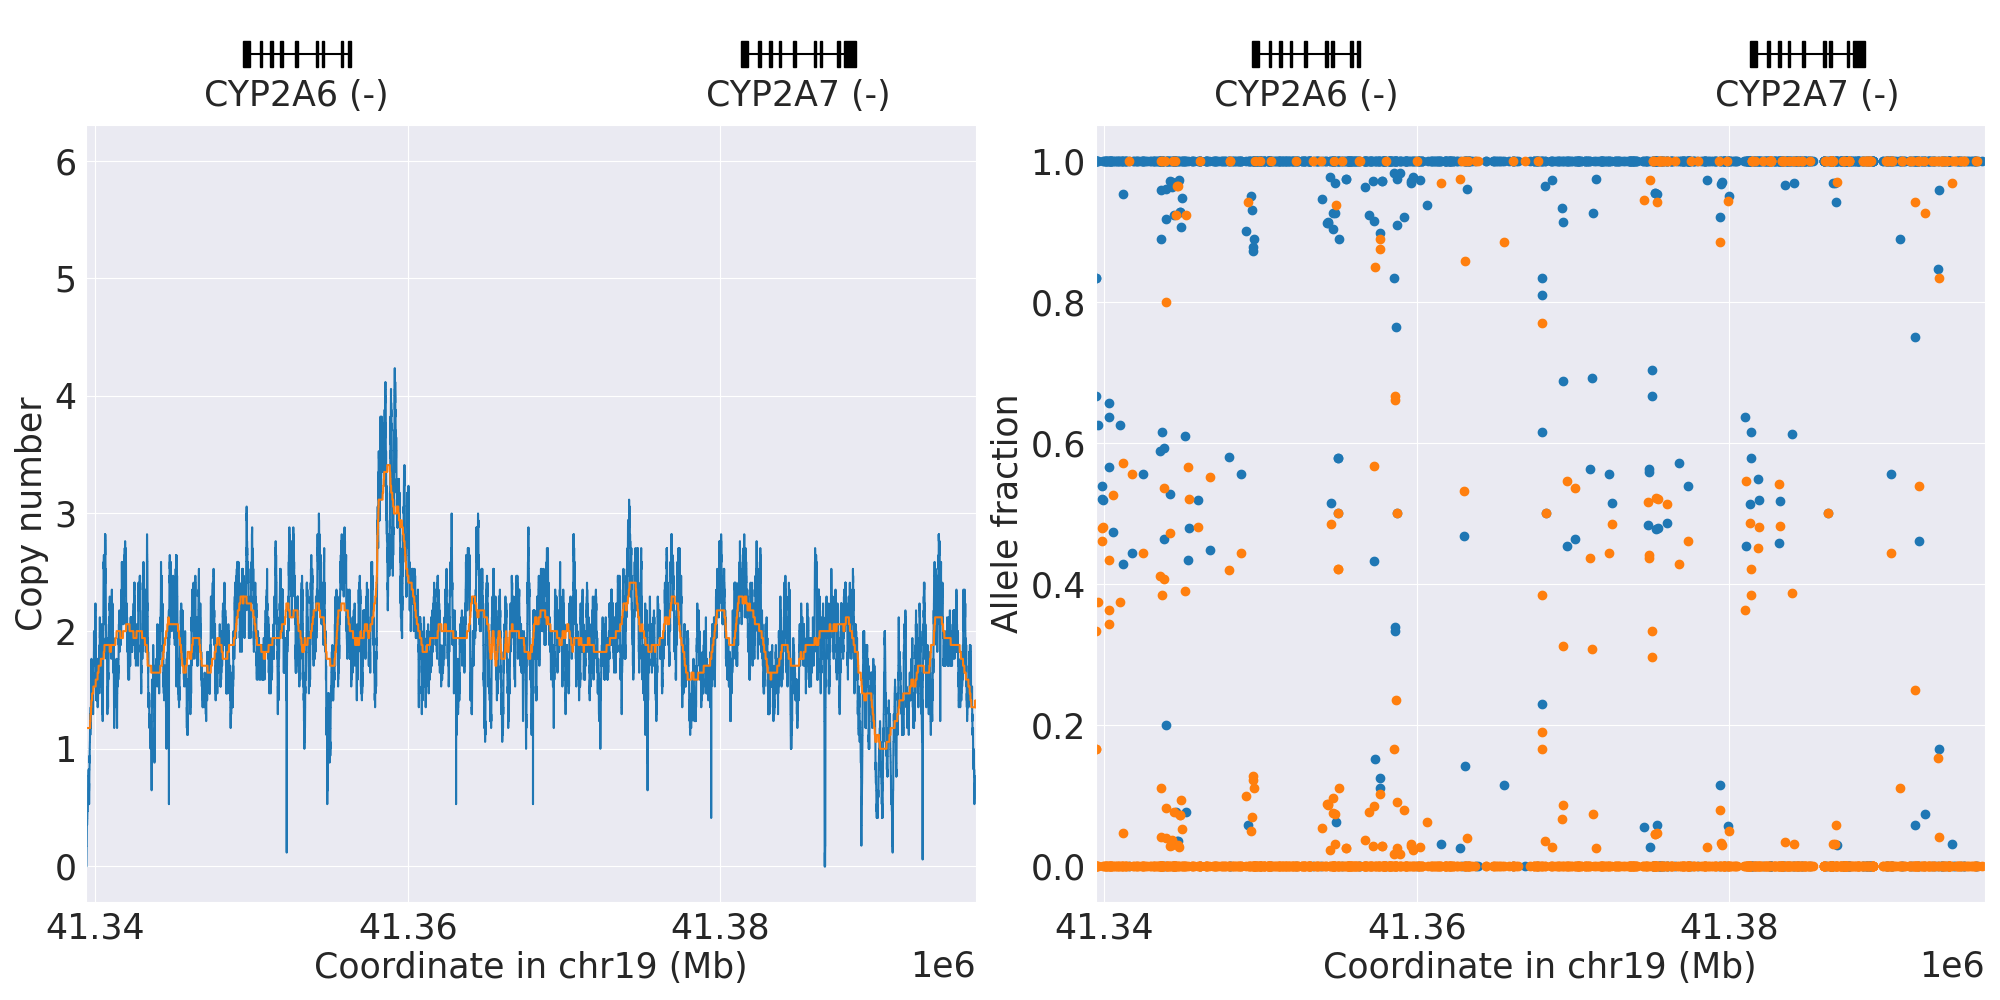 CYP2A6 (-)
CYP2A7 (-)
6
5
4
3
2
1
0
Copy number
41.34
41.36
41.38
Coordinate in chr19 (Mb)
1e6
CYP2A6 (-)
CYP2A7 (-)
1.0
0.8
0.6
0.4
0.2
0.0
Allele fraction
41.34
41.36
41.38
Coordinate in chr19 (Mb)
1e6